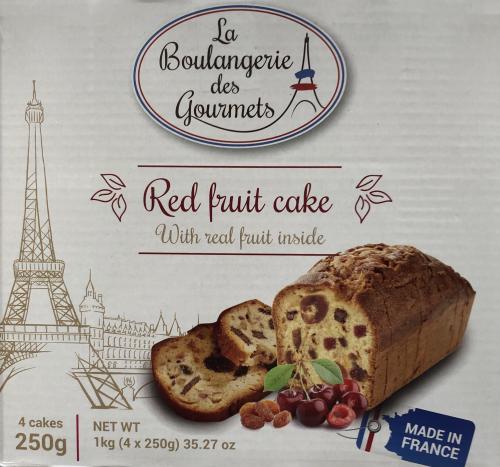 La
Boulangerie
des
Gourmets
Red fruit cake
With real fruit inside
4 cakes
250g
NET WT
1kg (4 x 250g) 35.27 oz
MADE IN
FRANCE